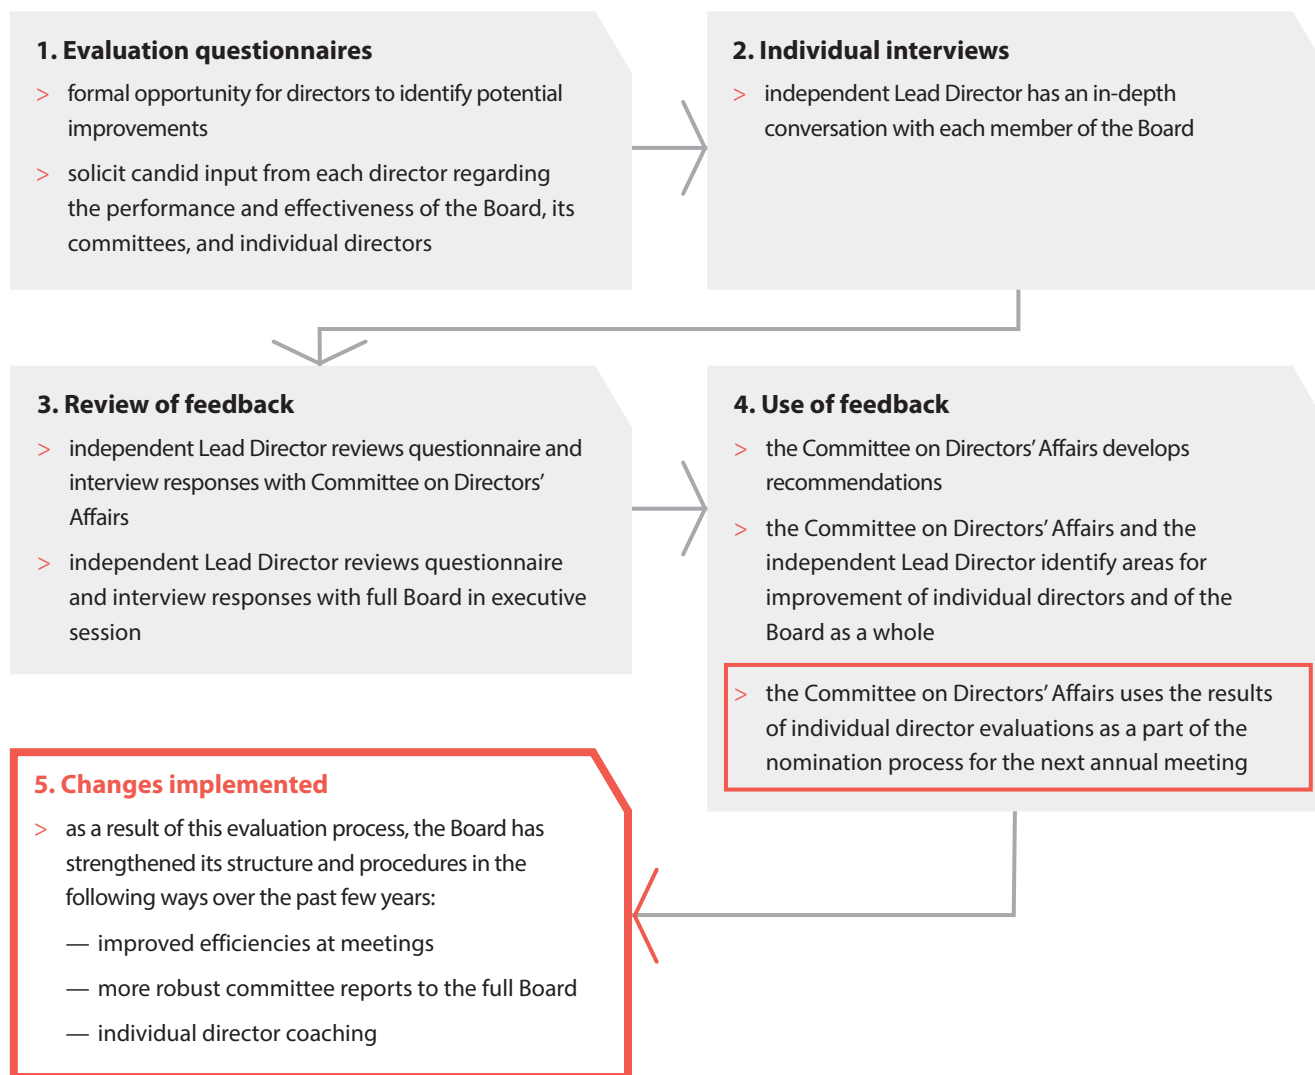 1. Evaluation questionnaires
> formal opportunity for directors to identify potential
improvements
> solicit candid input from each director regarding
the performance and effectiveness of the Board, its
committees, and individual directors
2. Individual interviews
> independent Lead Director has an in-depth
conversation with each member of the Board
3. Review of feedback
> independent Lead Director reviews questionnaire and
interview responses with Committee on Directors’
Affairs
> independent Lead Director reviews questionnaire
and interview responses with full Board in executive
session
4. Use of feedback
> the Committee on Directors’ Affairs develops
recommendations
> the Committee on Directors’ Affairs and the
independent Lead Director identify areas for
improvement of individual directors and of the
Board as a whole
> the Committee on Directors’ Affairs uses the results
of individual director evaluations as a part of the
nomination process for the next annual meeting
5. Changes implemented
> as a result of this evaluation process, the Board has
strengthened its structure and procedures in the
following ways over the past few years:
— improved efficiencies at meetings
— more robust committee reports to the full Board
— individual director coaching